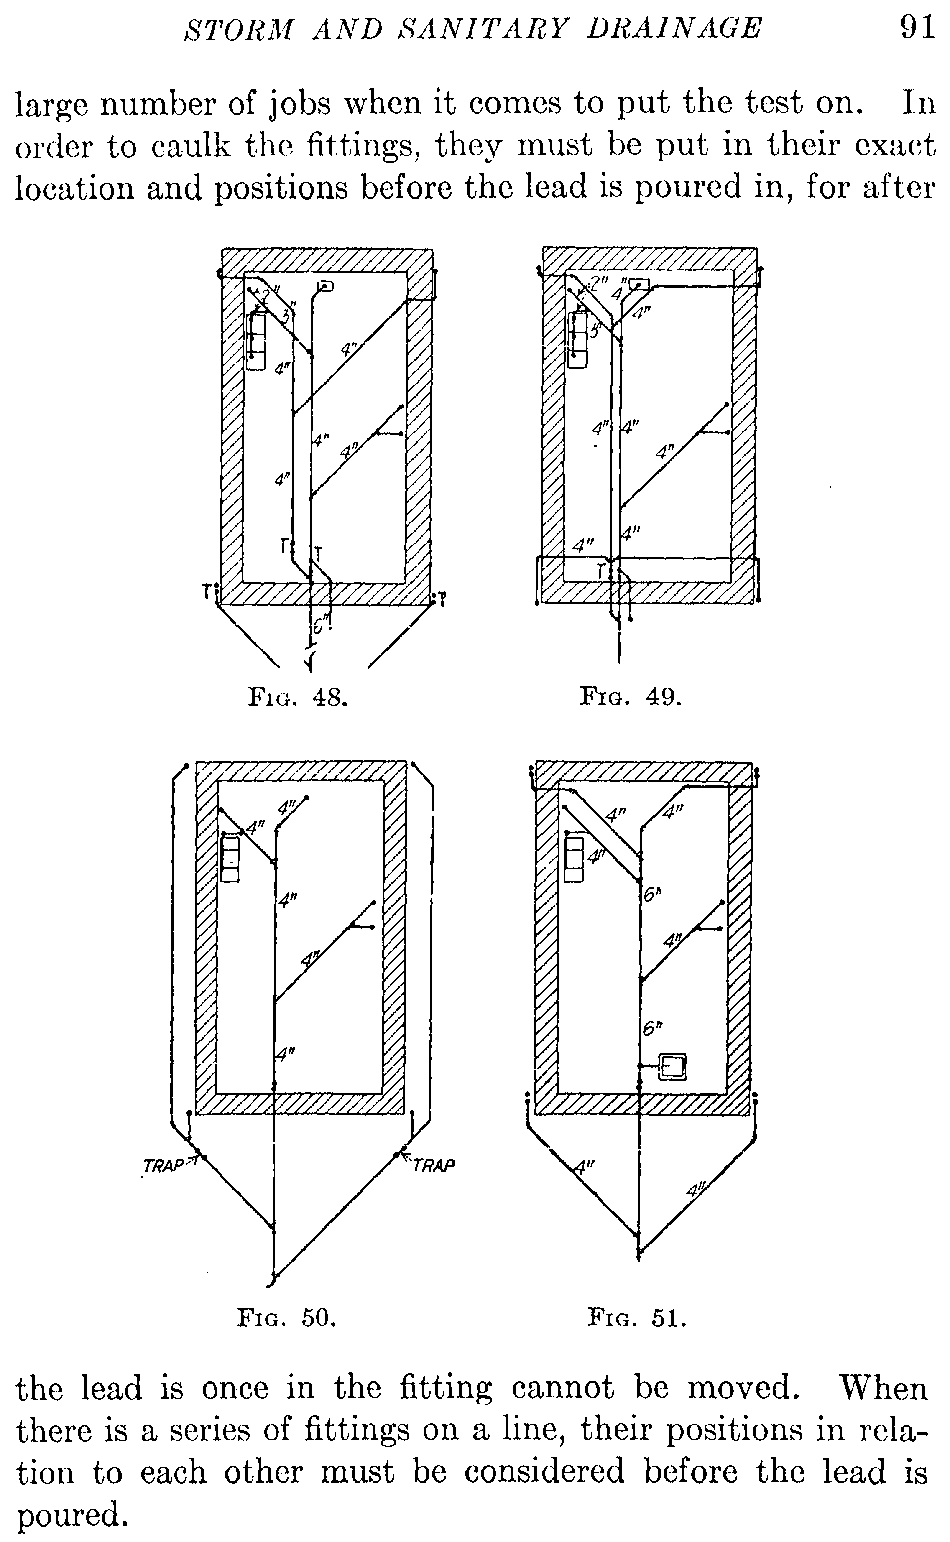 STORM AND SANITARY DRAINAGE 91
large number of jobs when it comes to put the test on. In
order to caulk the fittings, they must be put in their exact
location and positions before the lead is poured in, for after
2"
3"
4"
4"
4"
4"
4"
T
T
T
T
6"
FIG. 48.
2"
4"
4"
3"
4"
4"
4"
4"
4"
T
FIG. 49.
4"
4"
4"
4"
4"
TRAP
TRAP
FIG. 50.
4"
4"
4"
6"
4"
6"
4"
4"
FIG. 51.
the lead is once in the fitting cannot be moved. When
there is a series of fittings on a line, their positions in rela-
tion to each other must be considered before the lead is
poured.